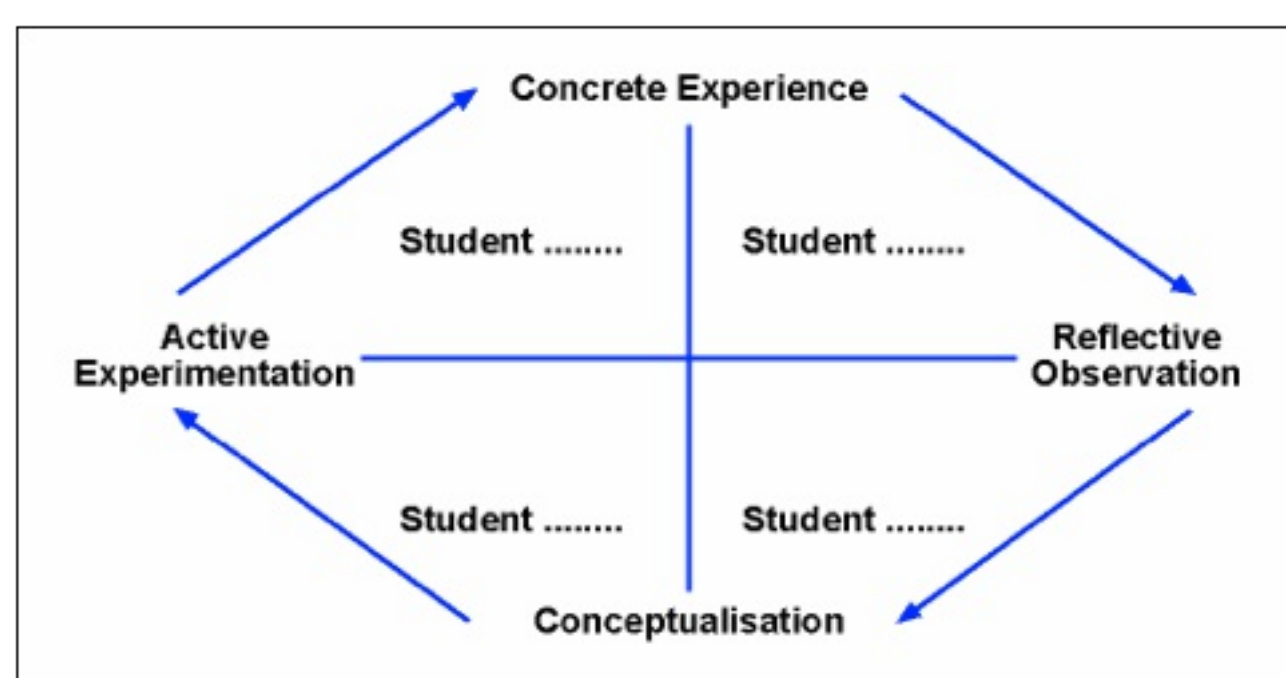 Concrete Experience
Student ........
Student ........
Active
Experimentation
Reflective
Observation
Student ........
Student ........
Conceptualisation